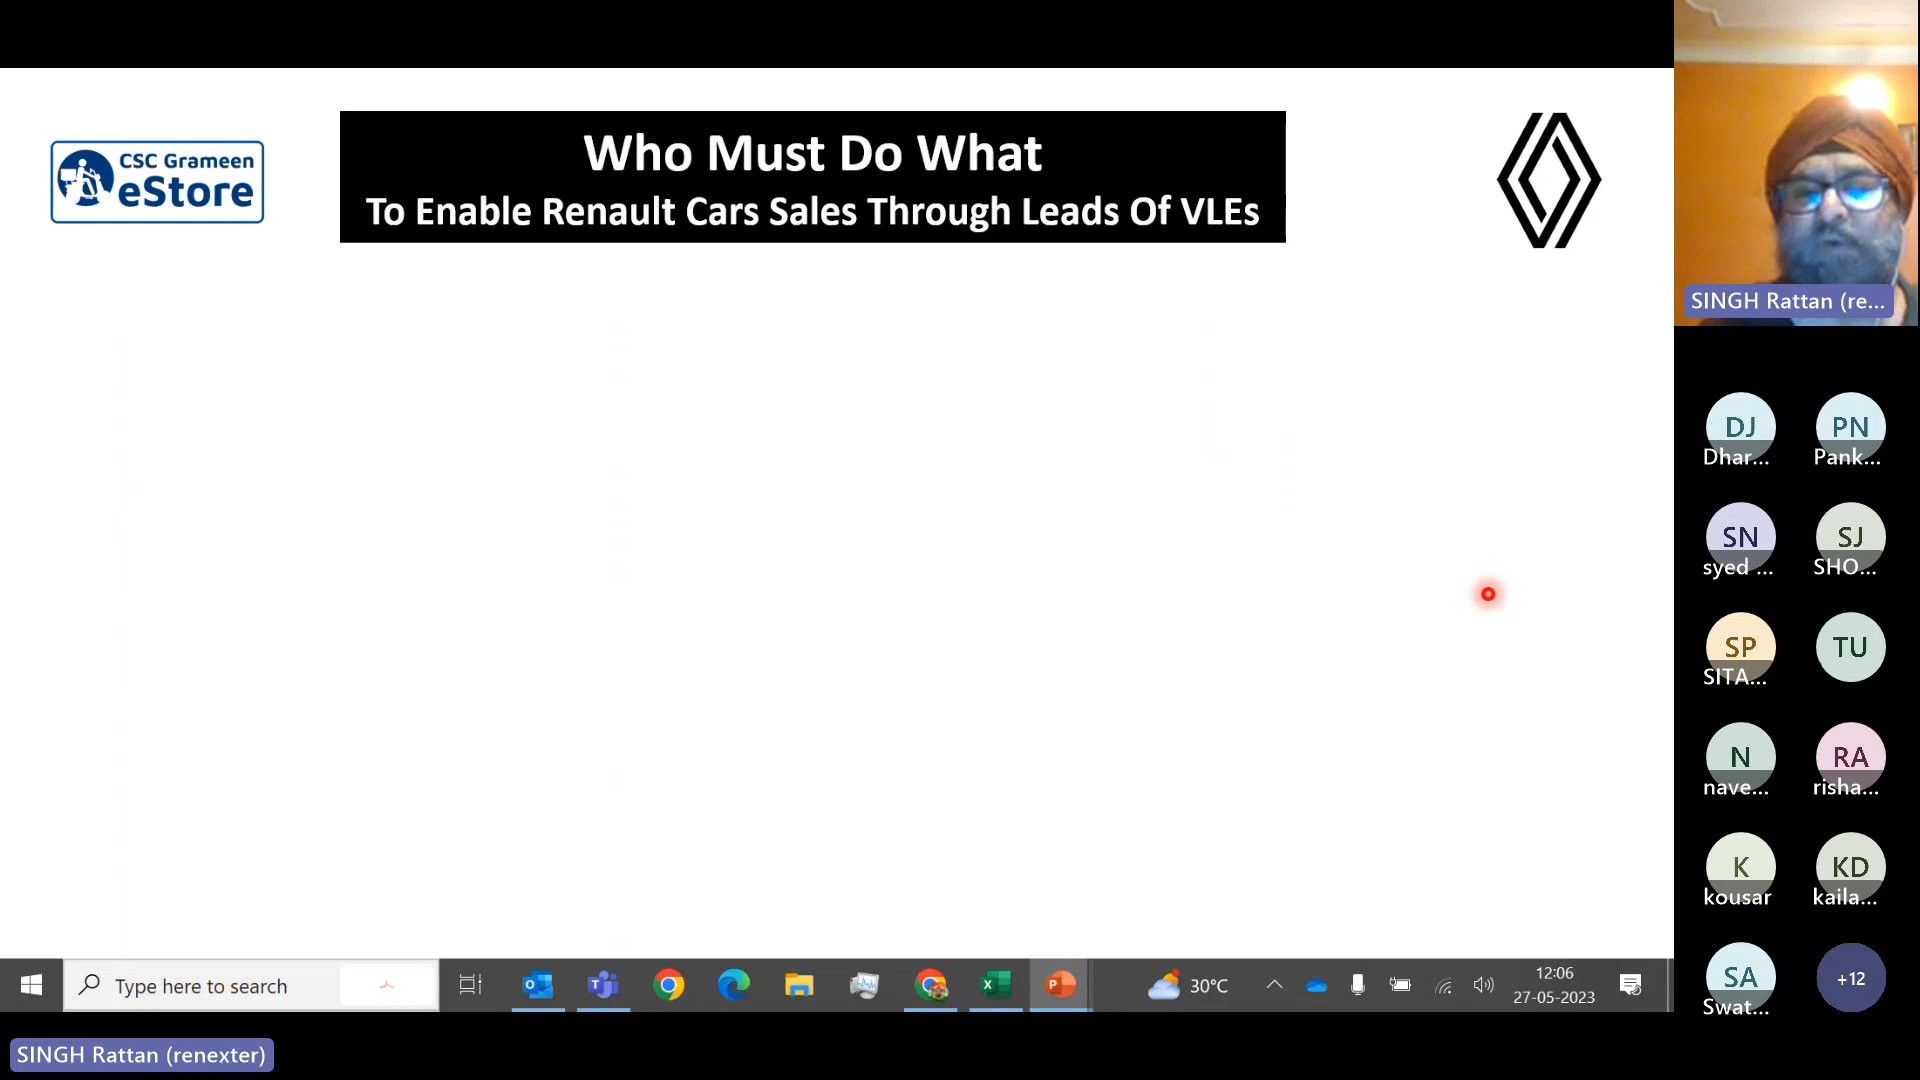 CSC Grameen
eStore
Who Must Do What
To Enable Renault Cars Sales Through Leads Of VLEs
SINGH Rattan (re...
DJ
Dhar...
PN
Pank...
SN
syed ...
SJ
SHO...
SP
SITA...
TU
N
nave...
RA
risha...
K
kousar
KD
kaila...
SA
Swat...
+12
Type here to search
30°C
12:06
27-05-2023
SINGH Rattan (renexter)